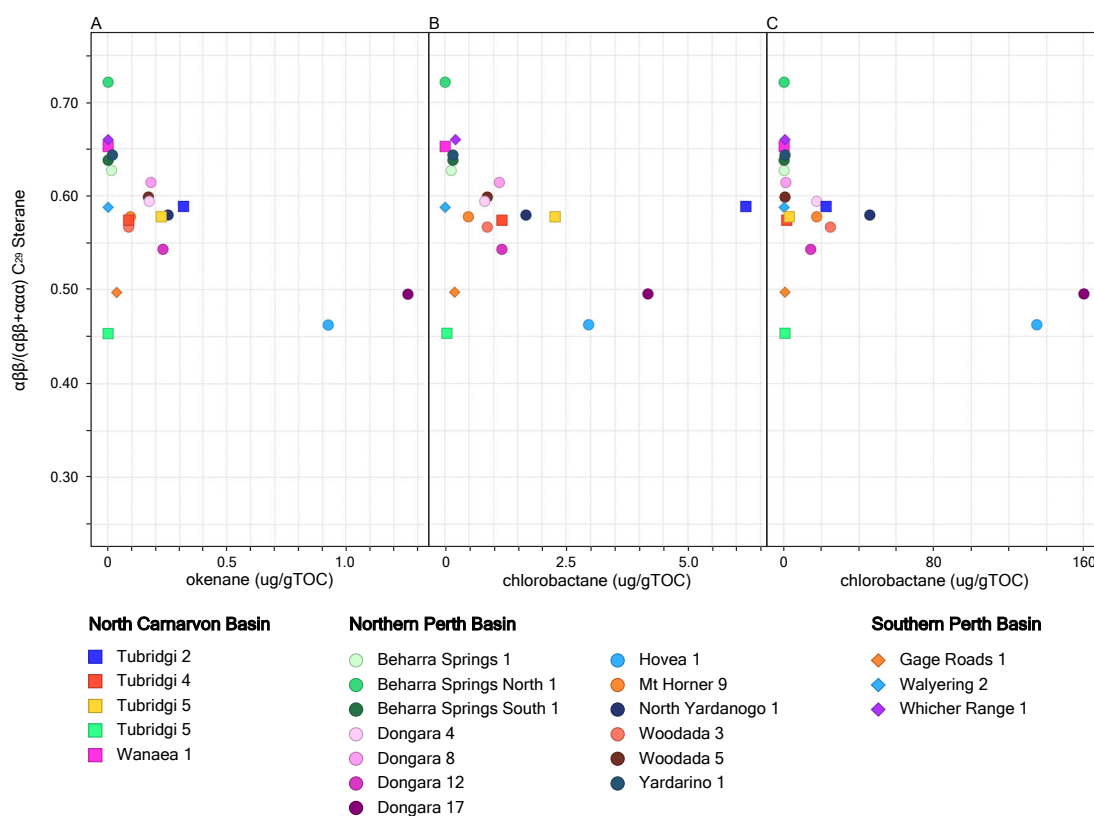 A B C
αββ/(αββ+ααα) C29 Sterane
0.70
0.60
0.50
0.40
0.30
0 0.5 1.0 0 2.5 5.0 0 80 160
okenane (ug/gTOC) chlorobactane (ug/gTOC) chlorobactane (ug/gTOC)
North Carnarvon Basin
Tubridgi 2
Tubridgi 4
Tubridgi 5
Tubridgi 5
Wanaea 1
Northern Perth Basin
Beharra Springs 1
Beharra Springs North 1
Beharra Springs South 1
Dongara 4
Dongara 8
Dongara 12
Dongara 17
Hovea 1
Mt Horner 9
North Yardanogo 1
Woodada 3
Woodada 5
Yardarino 1
Southern Perth Basin
Gage Roads 1
Walyering 2
Whicher Range 1